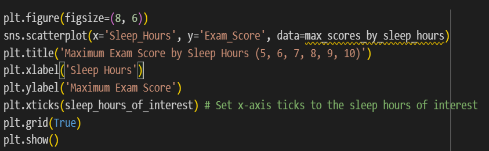 plt.figure(figsize=(8, 6))
sns.scatterplot(x='Sleep_Hours', y='Exam_Score', data=max_scores_by_sleep_hours)
plt.title('Maximum Exam Score by Sleep Hours (5, 6, 7, 8, 9, 10)')
plt.xlabel('Sleep Hours')
plt.ylabel('Maximum Exam Score')
plt.xticks(sleep_hours_of_interest) # Set x-axis ticks to the sleep hours of interest
plt.grid(True)
plt.show()